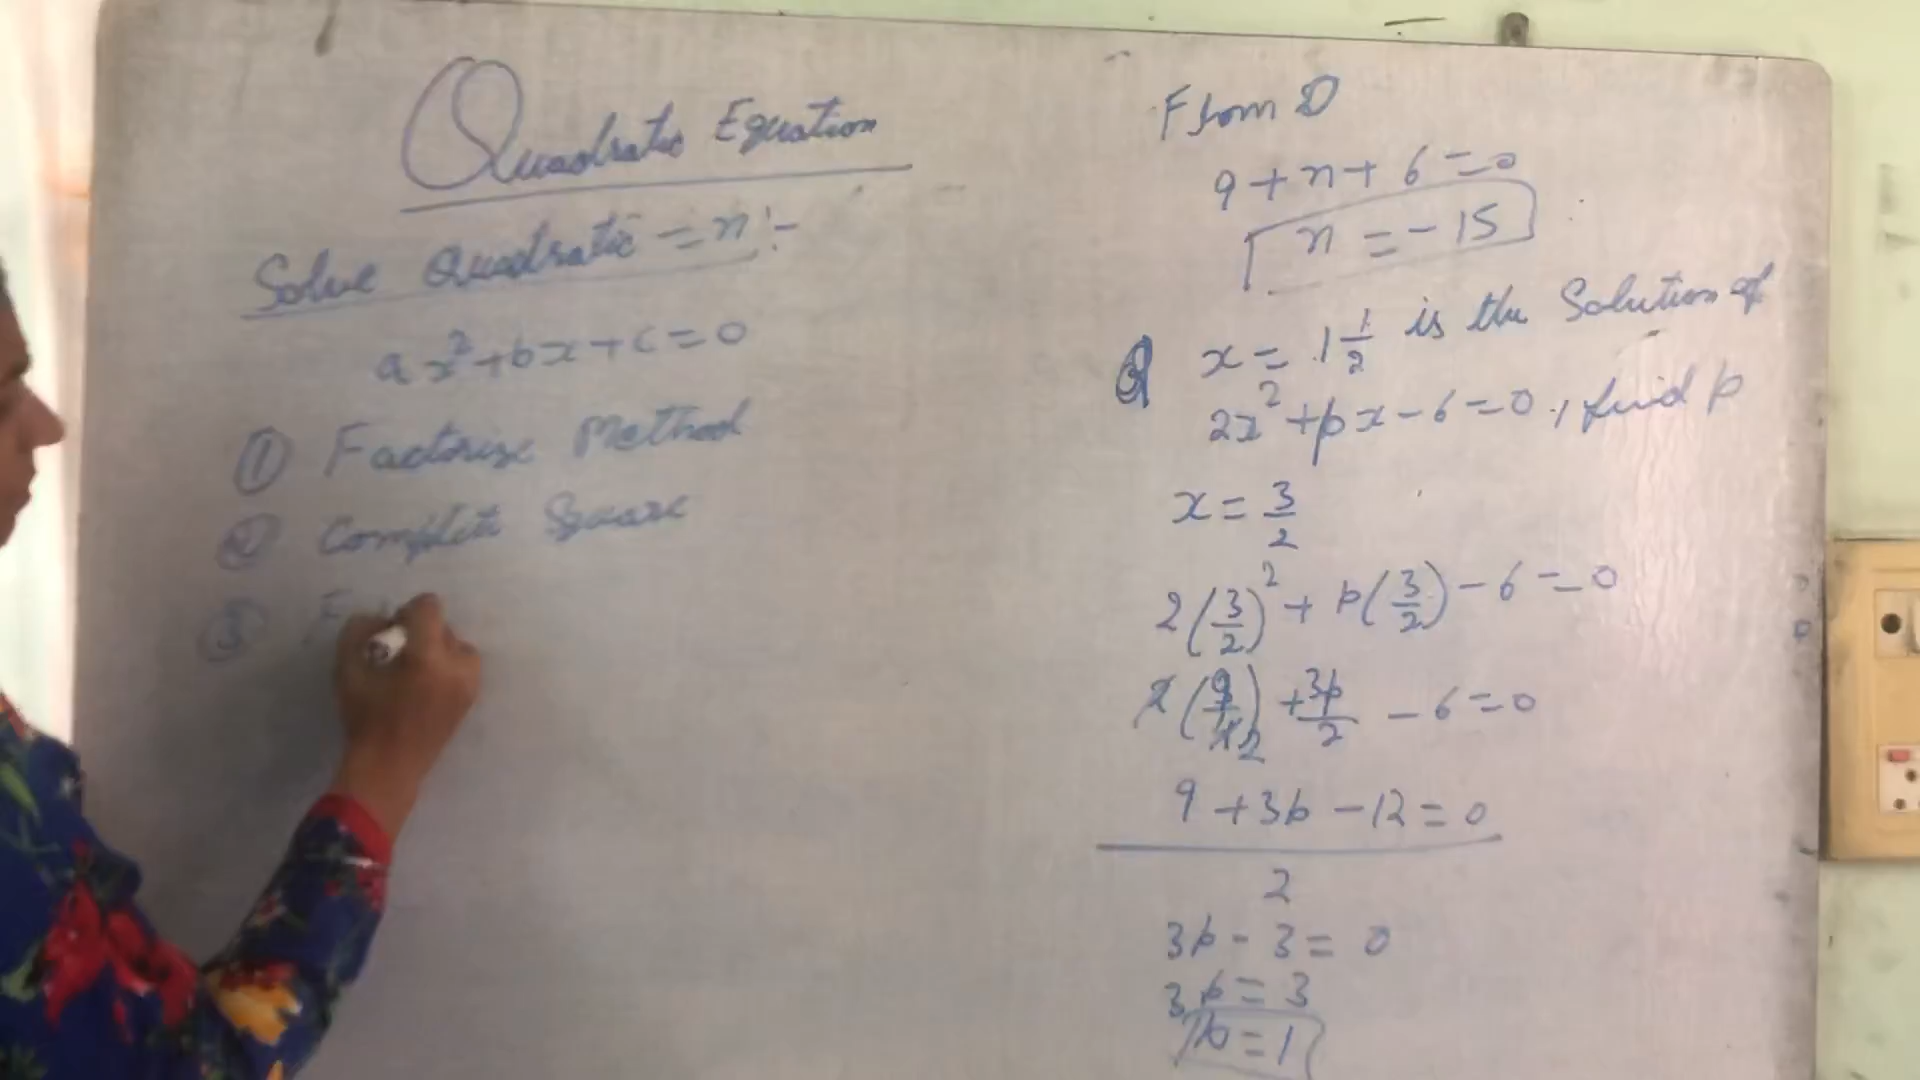 Quadratic Equation
Solve Quadratic =n :-
ax²+bx+c=0
① Factorise Method
② Complete Square
③ F
From ②
9+n+6=0
n=-15
Q x=1 1/2 is the Solution of
2x²+px-6=0, find p
x=3/2
2(3/2)²+p(3/2)-6=0
2(9/4 2)+3p/2-6=0
9+3p-12=0
2
3p-3=0
3p=3
p=1